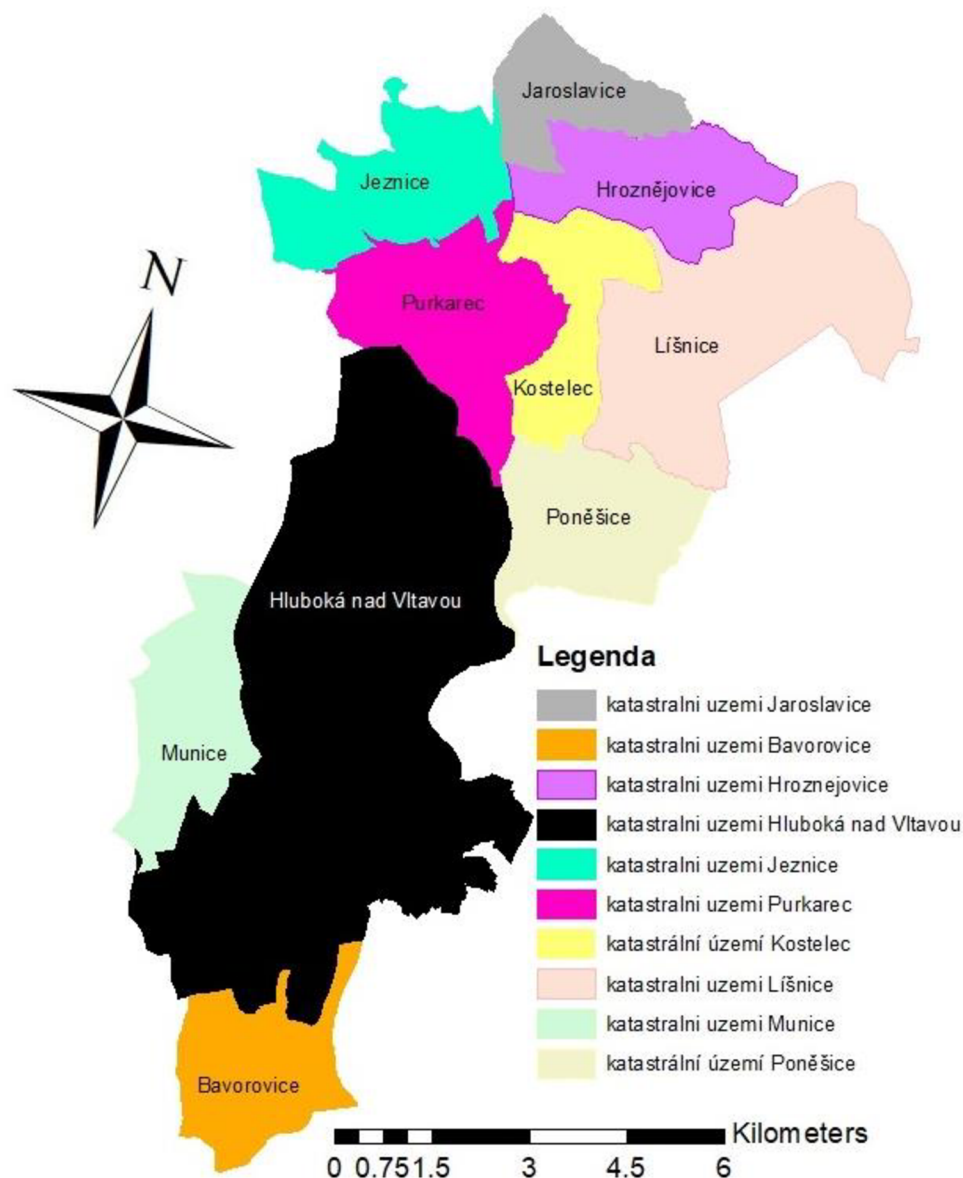 Jaroslavice
Jeznice
Hroznějovice
N
Purkarec
Líšnice
Kostelec
Poněšice
Hluboká nad Vltavou
Munice
Bavorovice
Legenda
katastralni uzemi Jaroslavice
katastralni uzemi Bavorovice
katastralni uzemi Hroznejovice
katastralni uzemi Hluboká nad Vltavou
katastralni uzemi Jeznice
katastralni uzemi Purkarec
katastrální území Kostelec
katastralni uzemi Líšnice
katastralni uzemi Munice
katastrální území Poněšice
Kilometers
0 0.75 1.5 3 4.5 6